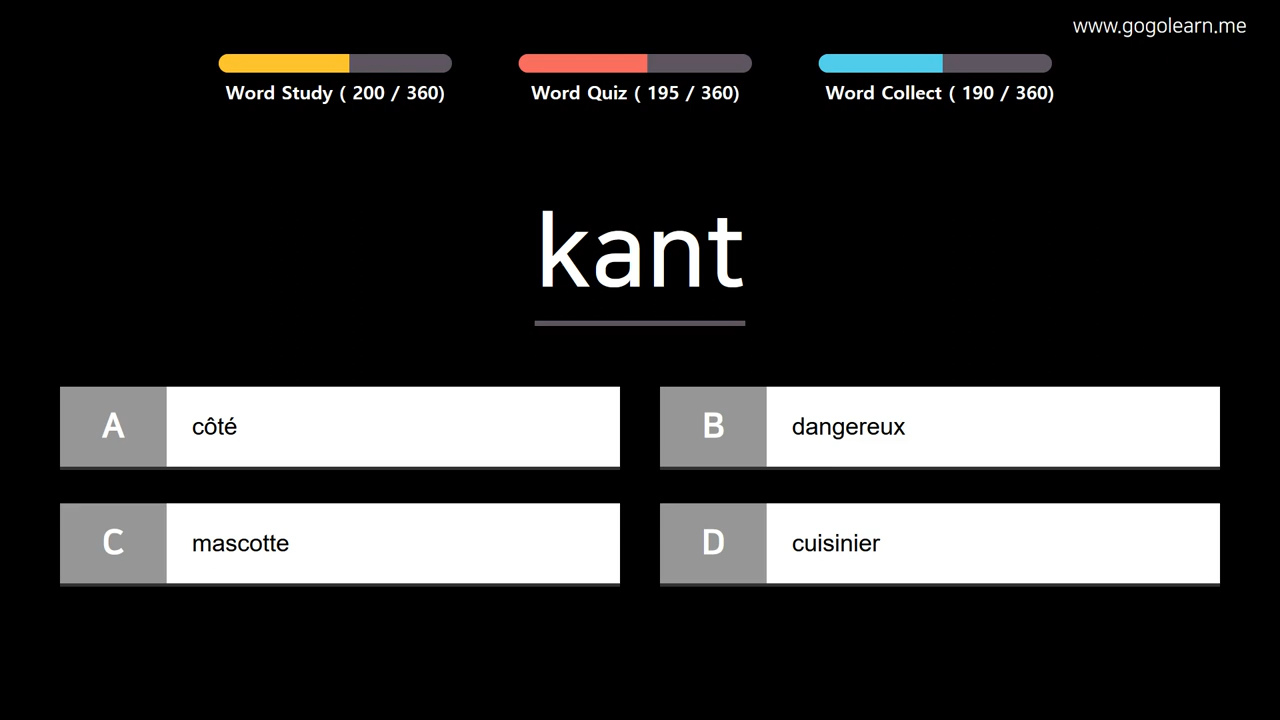 www.gogolearn.me
Word Study ( 200 / 360)
Word Quiz ( 195 / 360)
Word Collect ( 190 / 360)
kant
A côté
B dangereux
C mascotte
D cuisinier